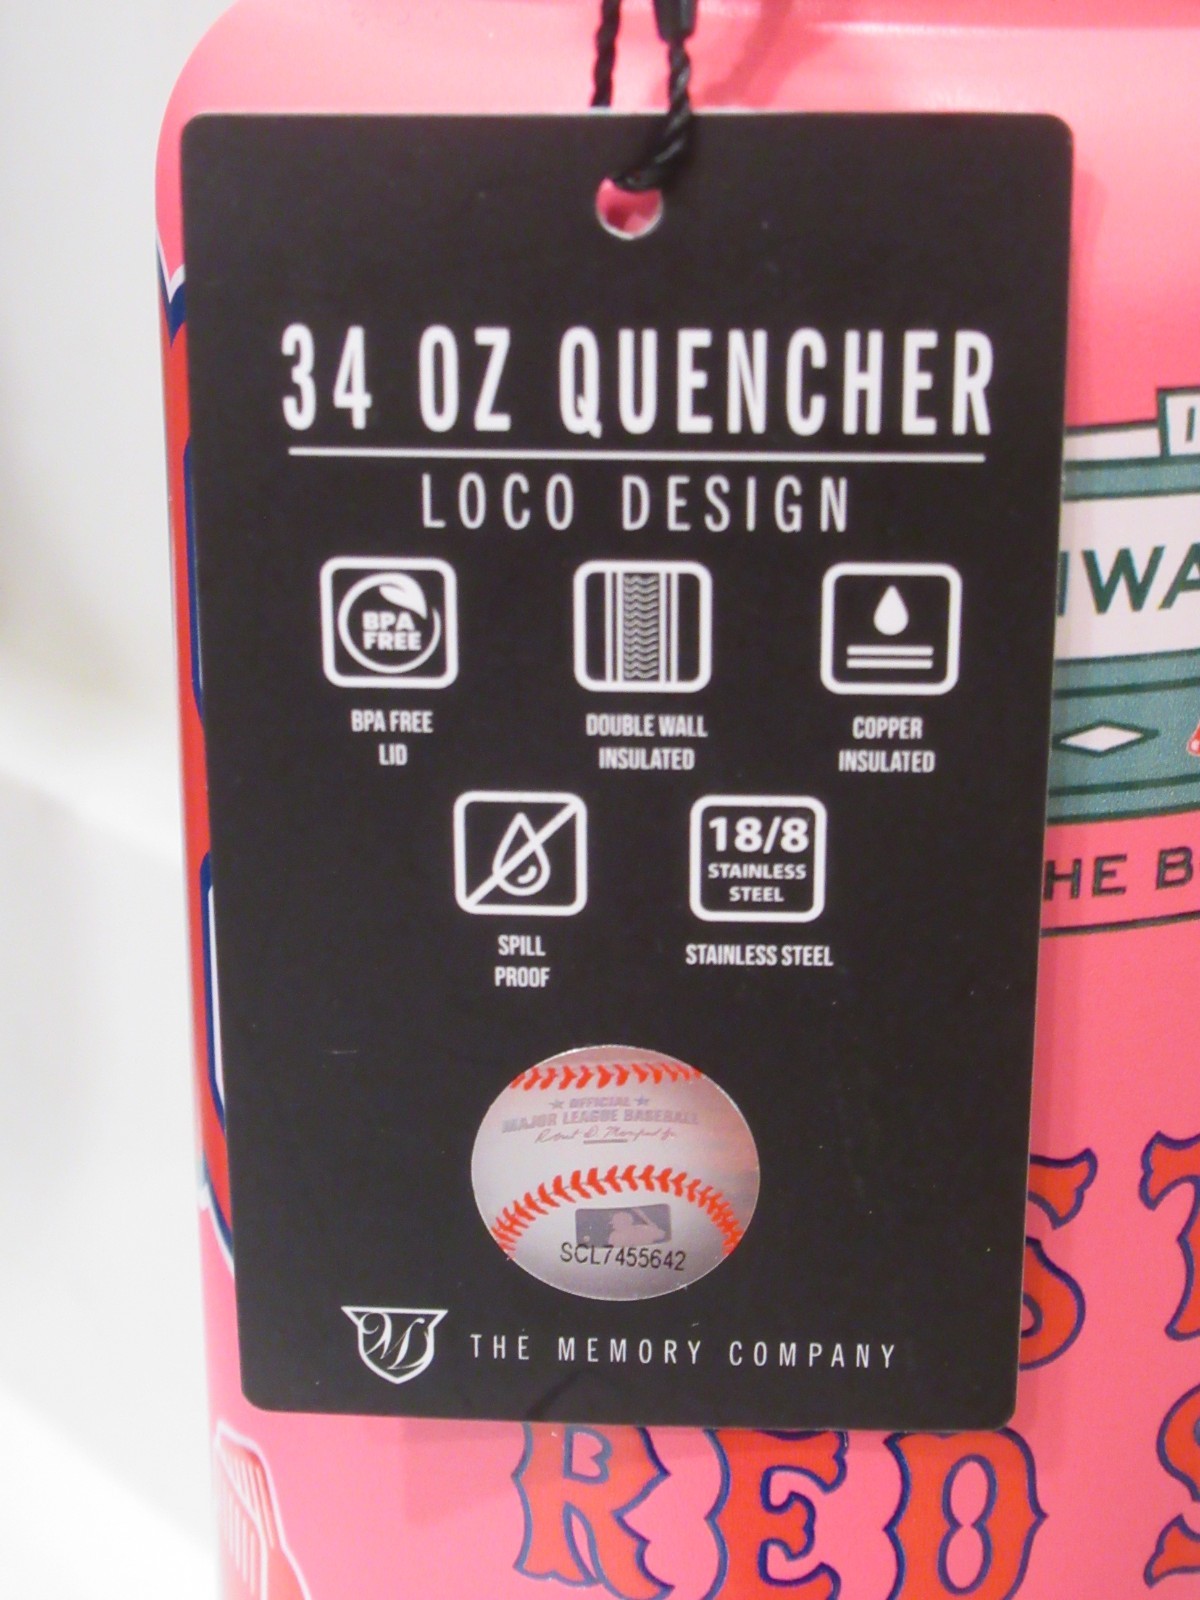 34 OZ QUENCHER
LOCO DESIGN
BPA
FREE
BPA FREE
LID
DOUBLE WALL
INSULATED
COPPER
INSULATED
18/8
STAINLESS
STEEL
SPILL
PROOF
STAINLESS STEEL
OFFICIAL
MAJOR LEAGUE BASEBALL
SCL7455642
M
THE MEMORY COMPANY
WA
HE B
S T
RED S